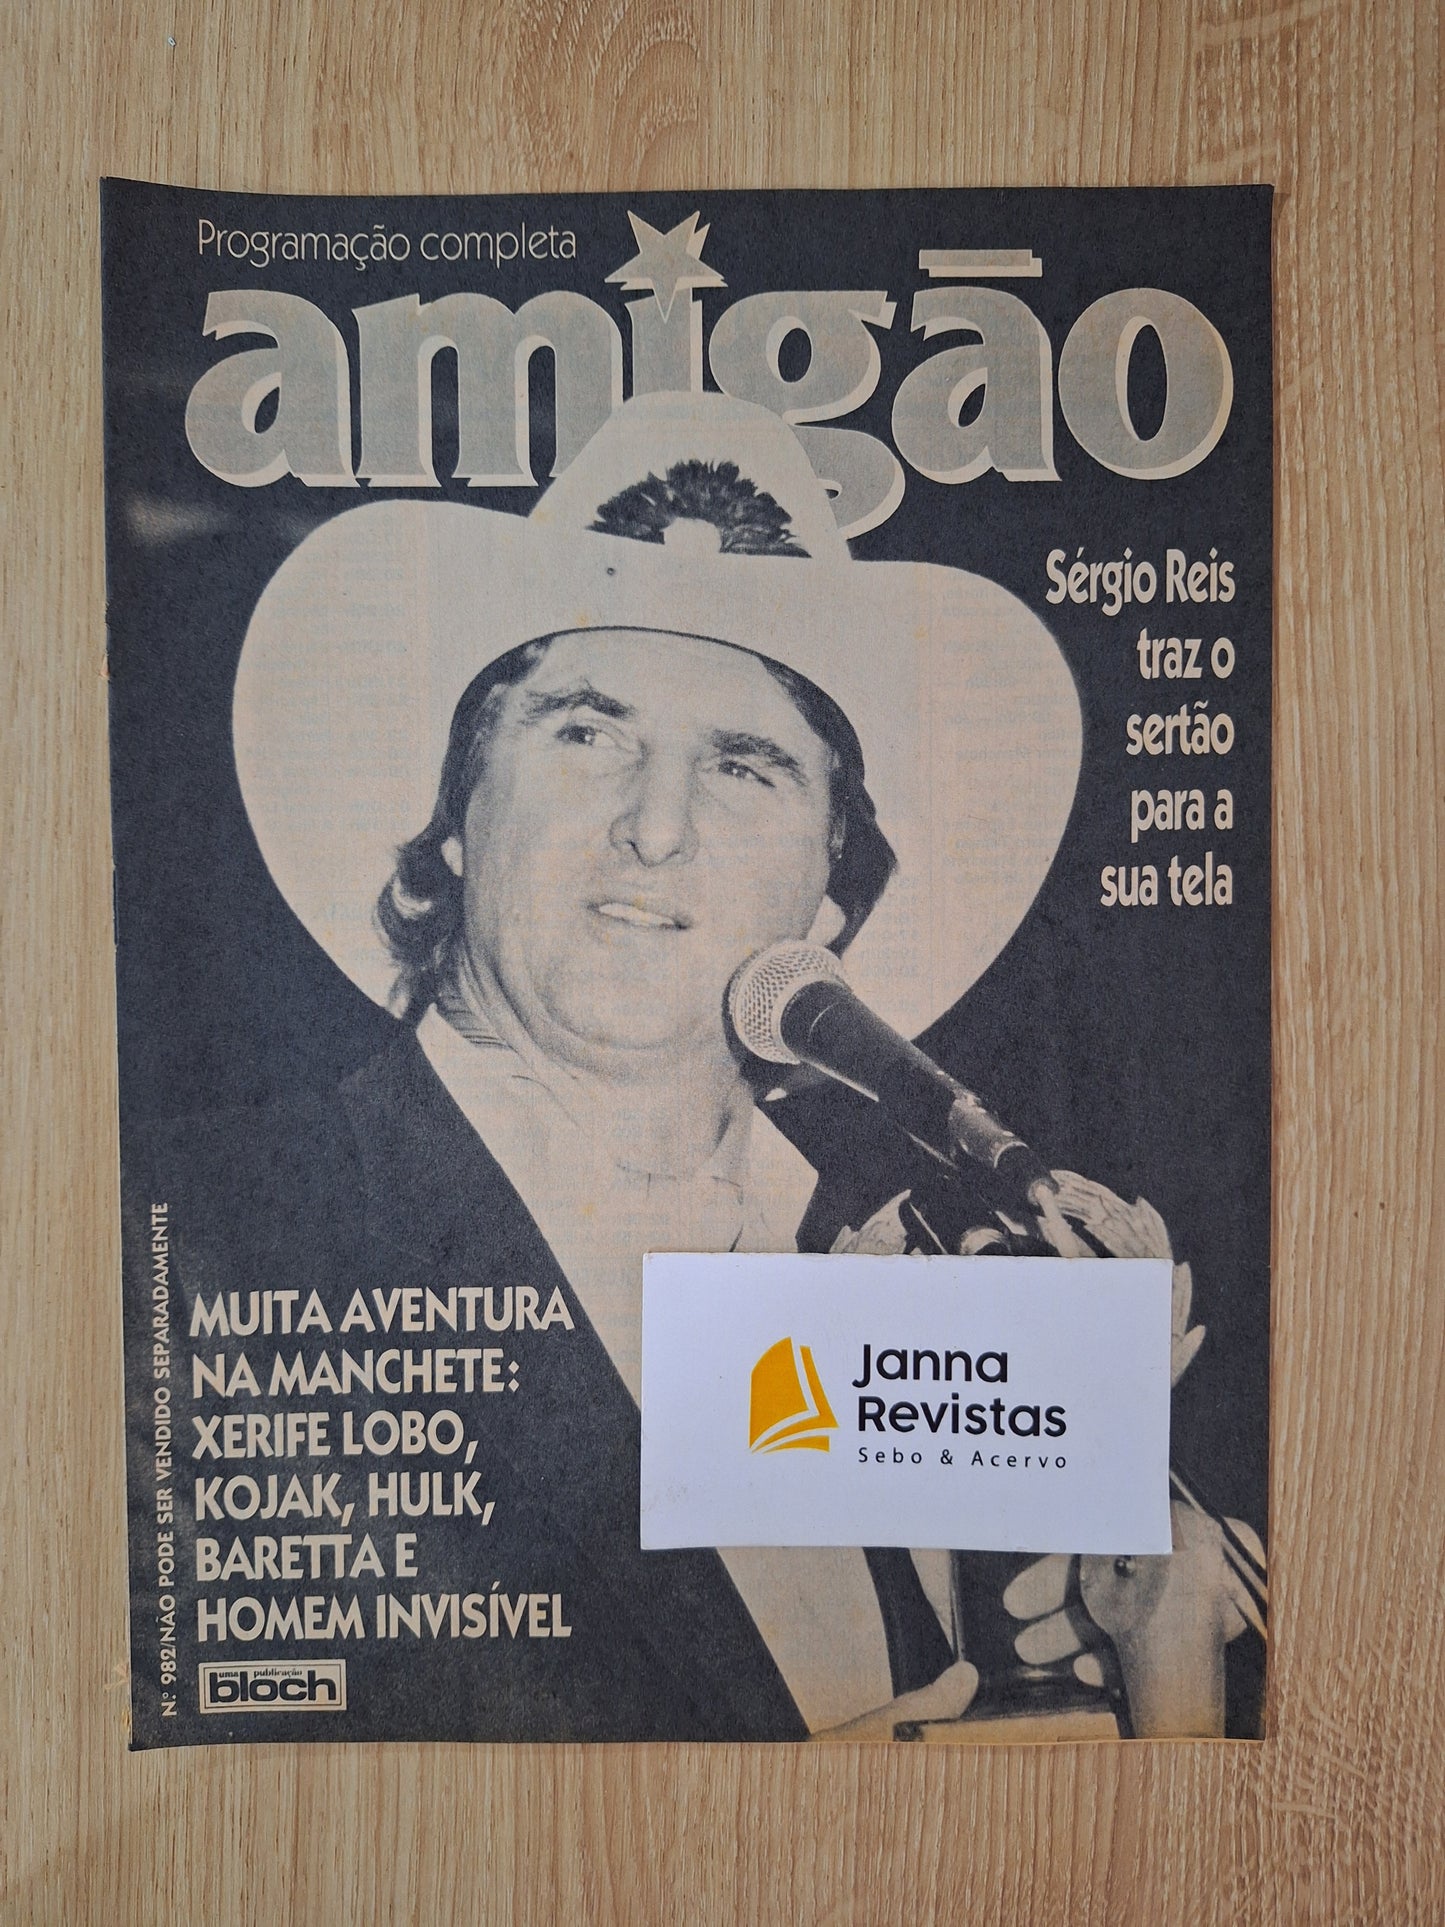 Programação completa
amigão
Sérgio Reis
traz o
sertão
para a
sua tela
MUITA AVENTURA
NA MANCHETE:
XERIFE LOBO,
KOJAK, HULK,
BARETTA E
HOMEM INVISÍVEL
uma publicação
bloch
N.º 982/NÃO PODE SER VENDIDO SEPARADAMENTE
Janna
Revistas
Sebo & Acervo